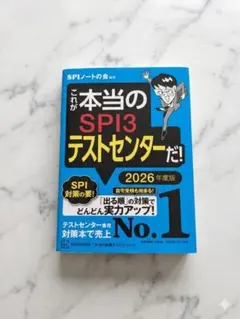 SPIノートの会 編著
これが
本当の
SPI3
テストセンターだ!
2026年度版
SPI
対策の要!
自宅受検も始まる!
「出る順」の対策で
どんどん実力アップ!
テストセンター専用
対策本で売上
No.1